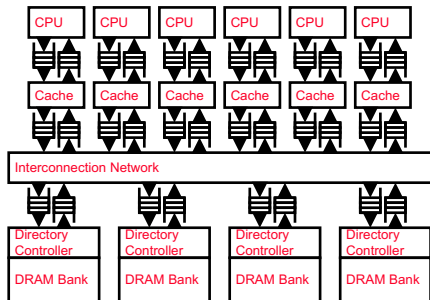 CPU CPU CPU CPU CPU CPU
Cache Cache Cache Cache Cache Cache
Interconnection Network
Directory Directory Directory Directory
Controller Controller Controller Controller
DRAM Bank DRAM Bank DRAM Bank DRAM Bank